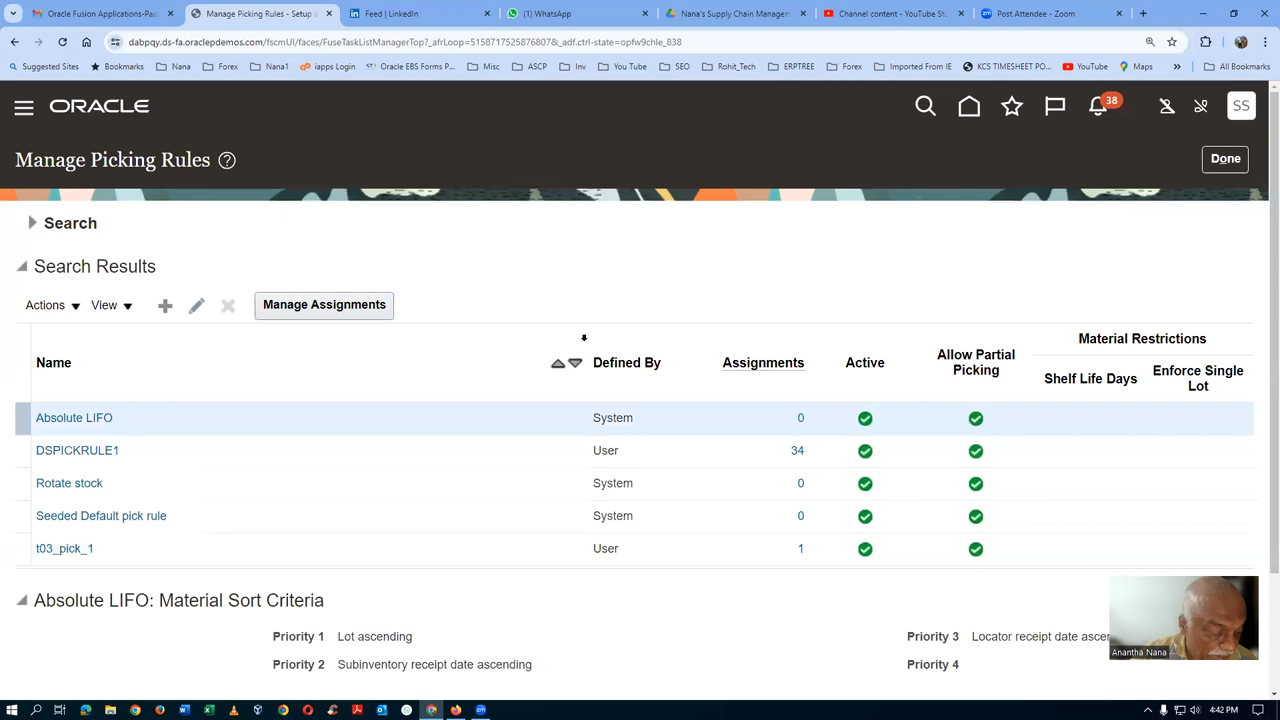 Oracle Fusion Applications-Pas
Manage Picking Rules - Setup a
Feed | LinkedIn
(1) WhatsApp
Nana's Supply Chain Managem
Channel content - YouTube St
Post Attendee - Zoom
dabpqy.ds-fa.oraclepdemos.com/fscmUI/faces/FuseTaskListManagerTop?_afrLoop=51587175258768078&_adf.ctrl-state=opfw9chle_838
Suggested Sites
Bookmarks
Nana
Forex
Nana1
iapps Login
Oracle EBS Forms P...
Misc
ASCP
Inv
You Tube
SEO
Rohit_Tech
ERPTREE
Forex
Imported From IE
KCS TIMESHEET PO...
YouTube
Maps
All Bookmarks
ORACLE
38
SS
Manage Picking Rules
Done
Search
Search Results
Actions View Manage Assignments
Material Restrictions
Name Defined By Assignments Active Allow Partial Picking Shelf Life Days Enforce Single Lot
Absolute LIFO System 0
DSPICKRULE1 User 34
Rotate stock System 0
Seeded Default pick rule System 0
t03_pick_1 User 1
Absolute LIFO: Material Sort Criteria
Priority 1 Lot ascending Priority 3 Locator receipt date ascer
Priority 2 Subinventory receipt date ascending Priority 4
Anantha Nana
4:42 PM